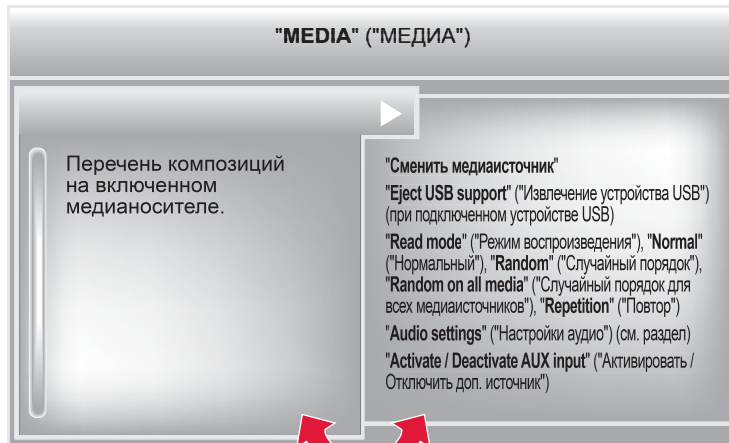 "MEDIA" ("МЕДИА")
Перечень композиций
на включенном
медианосителе.
"Сменить медиаисточник"
"Eject USB support" ("Извлечение устройства USB")
(при подключенном устройстве USB)
"Read mode" ("Режим воспроизведения"), "Normal"
("Нормальный"), "Random" ("Случайный порядок"),
"Random on all media" ("Случайный порядок для
всех медиаисточников"), "Repetition" ("Повтор")
"Audio settings" ("Настройки аудио") (см. раздел)
"Activate / Deactivate AUX input" ("Активировать /
Отключить доп. источник")